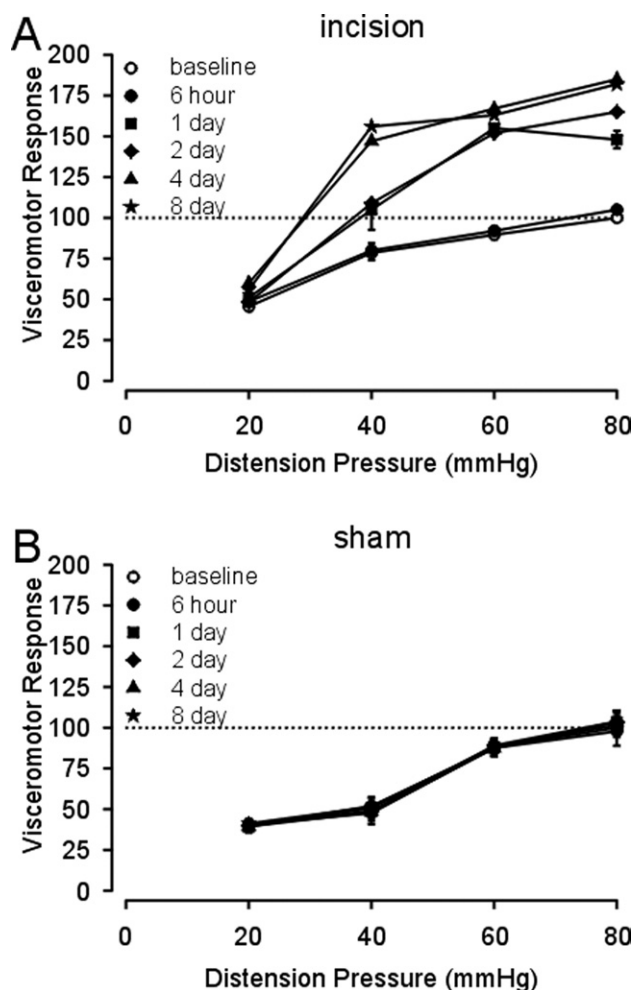 A
incision
Visceromotor Response
200
175
150
125
100
75
50
25
0
baseline
6 hour
1 day
2 day
4 day
8 day
0 20 40 60 80
Distension Pressure (mmHg)
B
sham
Visceromotor Response
200
175
150
125
100
75
50
25
0
baseline
6 hour
1 day
2 day
4 day
8 day
0 20 40 60 80
Distension Pressure (mmHg)